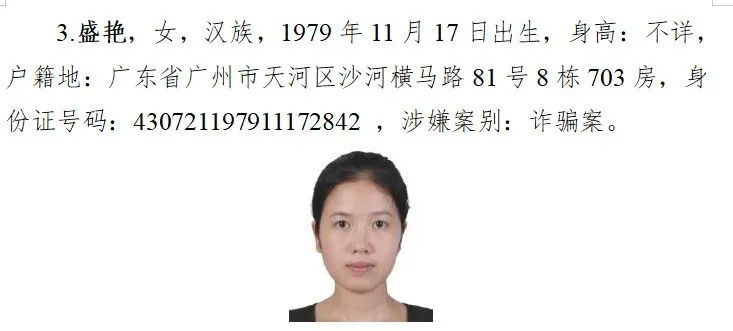 3.盛艳，女，汉族，1979 年 11 月 17 日出生，身高：不详，
户籍地：广东省广州市天河区沙河横马路 81 号 8 栋 703 房，身
份证号码：430721197911172842 ，涉嫌案别：诈骗案。